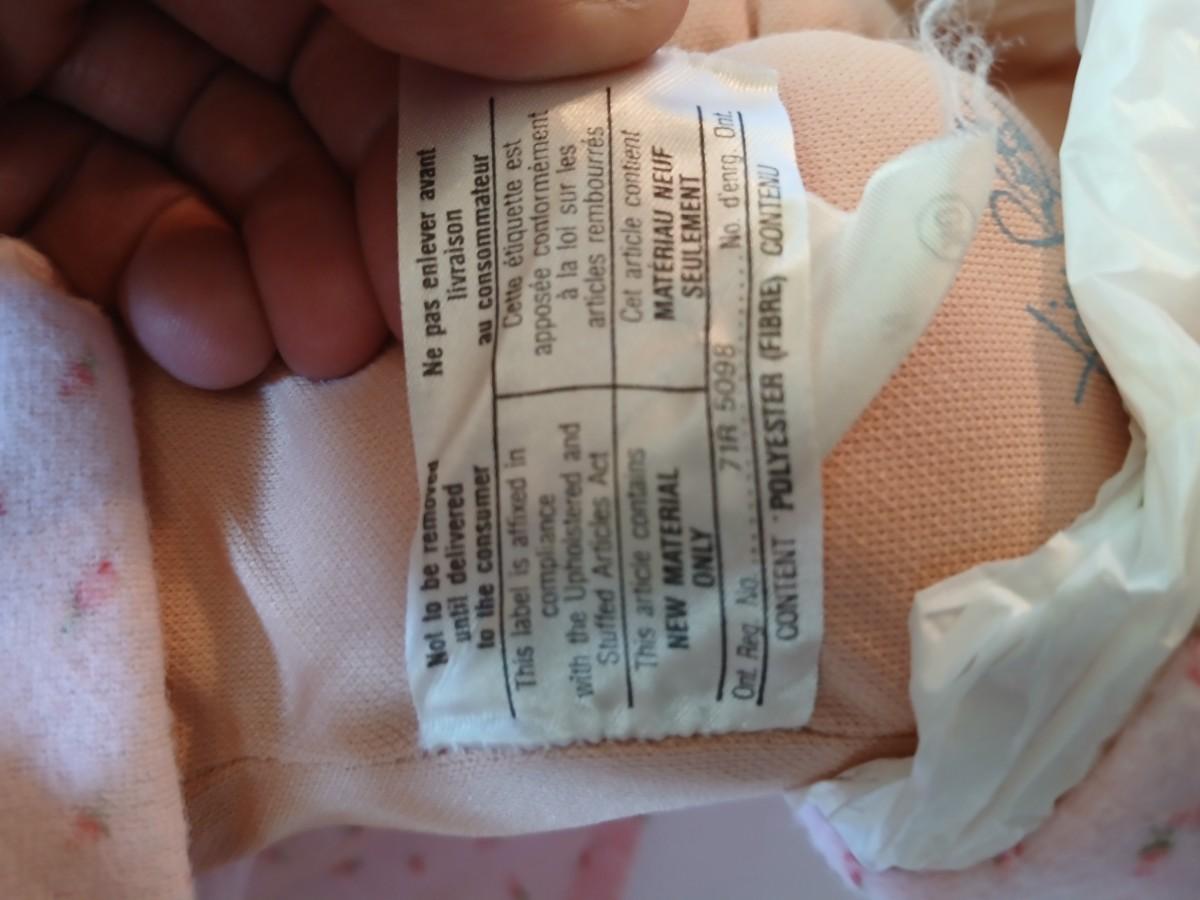 Not to be removed
until delivered
to the consumer
Ne pas enlever avant
livraison
au consommateur
This label is affixed in
compliance
with the Upholstered and
Stuffed Articles Act
Cette étiquette est
apposée conformément
à la loi sur les
articles rembourrés
This article contains
NEW MATERIAL
ONLY
Cet article contient
MATÉRIAU NEUF
SEULEMENT
Ont. Reg. No. 71R 5098 No. d'enrg. Ont.
CONTENT POLYESTER (FIBRE) CONTENU